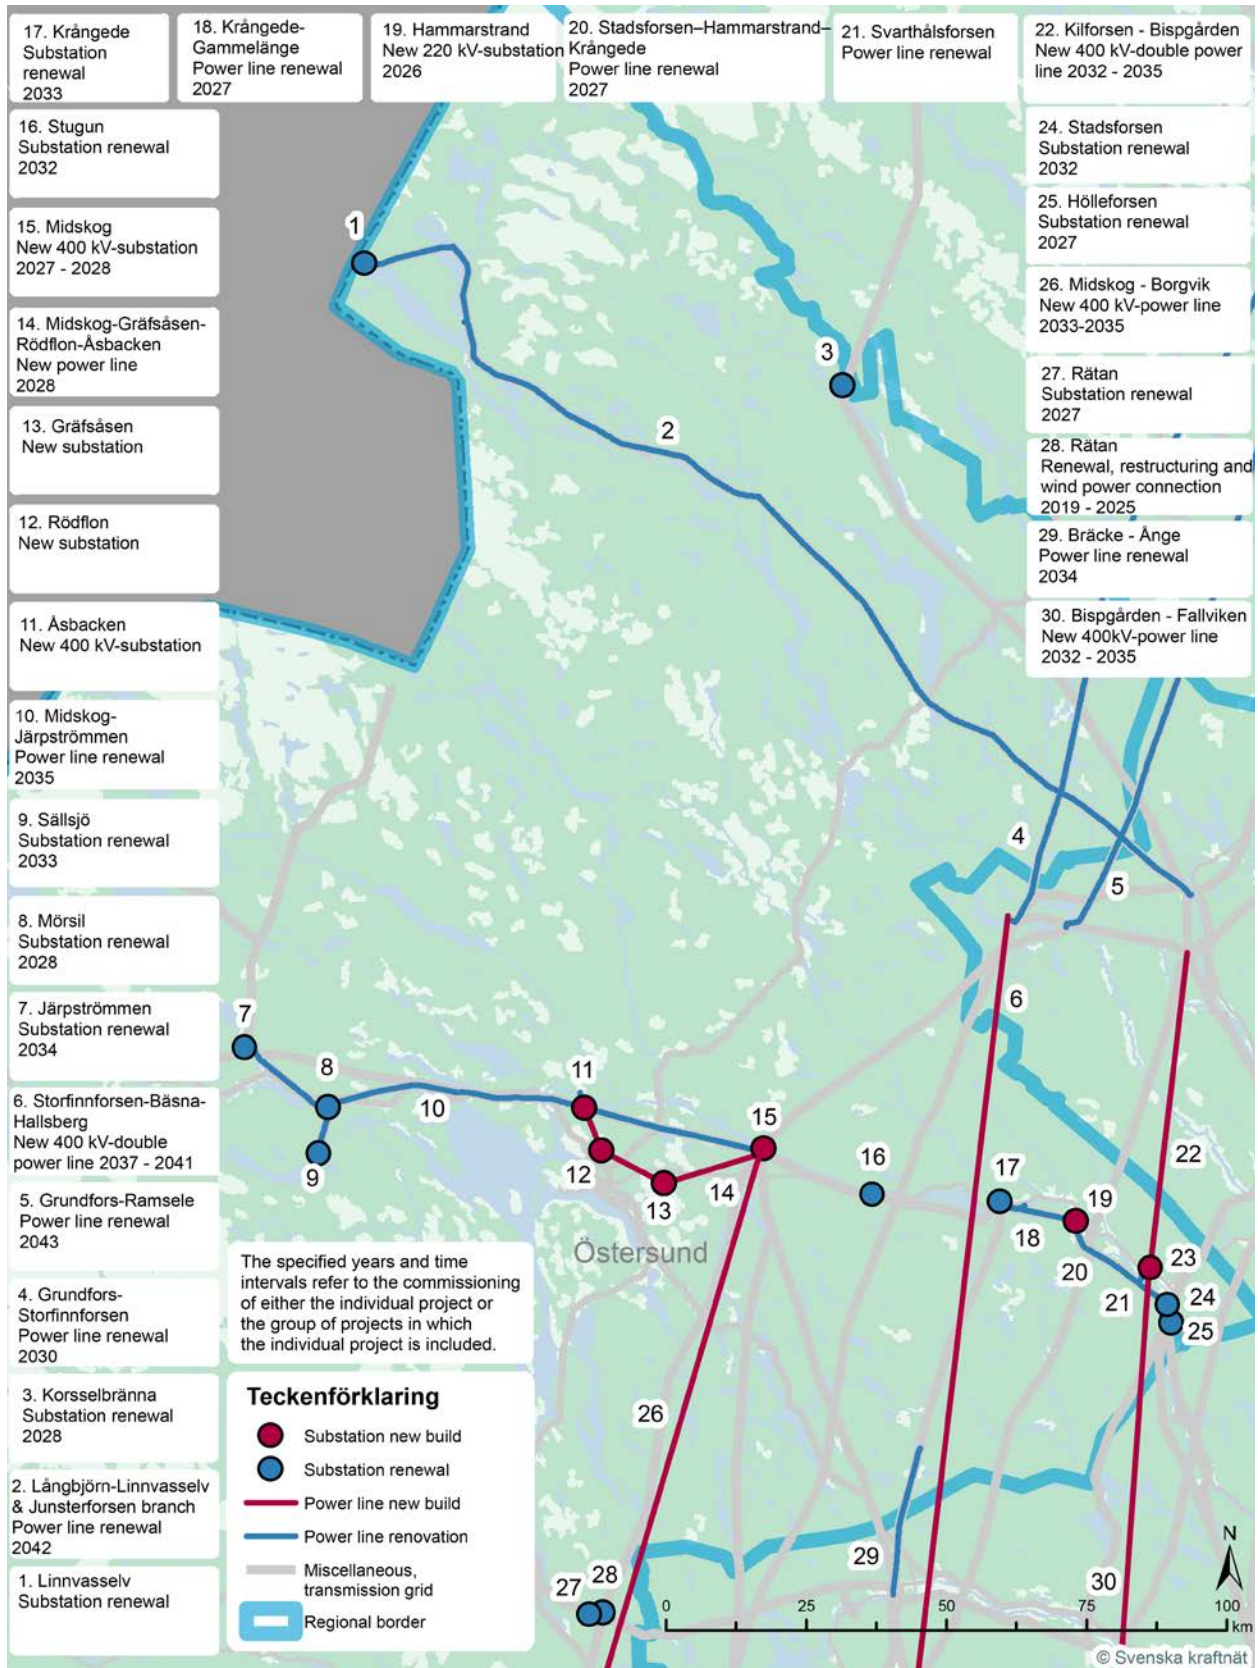 17. Krångede
Substation
renewal
2033
18. Krångede-
Gammelänge
Power line renewal
2027
19. Hammarstrand
New 220 kV-substation
2026
20. Stadsforsen–Hammarstrand–
Krångede
Power line renewal
2027
21. Svarthålsforsen
Power line renewal
22. Kilforsen - Bispgården
New 400 kV-double power
line 2032 - 2035
16. Stugun
Substation renewal
2032
15. Midskog
New 400 kV-substation
2027 - 2028
14. Midskog-Gräfsåsen-
Rödflon-Åsbacken
New power line
2028
13. Gräfsåsen
New substation
12. Rödflon
New substation
11. Åsbacken
New 400 kV-substation
10. Midskog-
Järpströmmen
Power line renewal
2035
9. Sällsjö
Substation renewal
2033
8. Mörsil
Substation renewal
2028
7. Järpströmmen
Substation renewal
2034
6. Storfinnforsen-Bäsna-
Hallsberg
New 400 kV-double
power line 2037 - 2041
5. Grundfors-Ramsele
Power line renewal
2043
4. Grundfors-
Storfinnforsen
Power line renewal
2030
3. Korsselbränna
Substation renewal
2028
2. Långbjörn-Linnvasselv
& Junsterforsen branch
Power line renewal
2042
1. Linnvasselv
Substation renewal
24. Stadsforsen
Substation renewal
2032
25. Hölleforsen
Substation renewal
2027
26. Midskog - Borgvik
New 400 kV-power line
2033-2035
27. Rätan
Substation renewal
2027
28. Rätan
Renewal, restructuring and
wind power connection
2019 - 2025
29. Bräcke - Ånge
Power line renewal
2034
30. Bispgården - Fallviken
New 400kV-power line
2032 - 2035
1
3
2
4
5
6
7
8
10
11
15
9
12
13
14
16
17
19
22
18
20
23
21
24
25
Östersund
26
29
30
27
28
The specified years and time
intervals refer to the commissioning
of either the individual project or
the group of projects in which
the individual project is included.
Teckenförklaring
Substation new build
Substation renewal
Power line new build
Power line renovation
Miscellaneous,
transmission grid
Regional border
N
0 25 50 75 100
km
© Svenska kraftnät